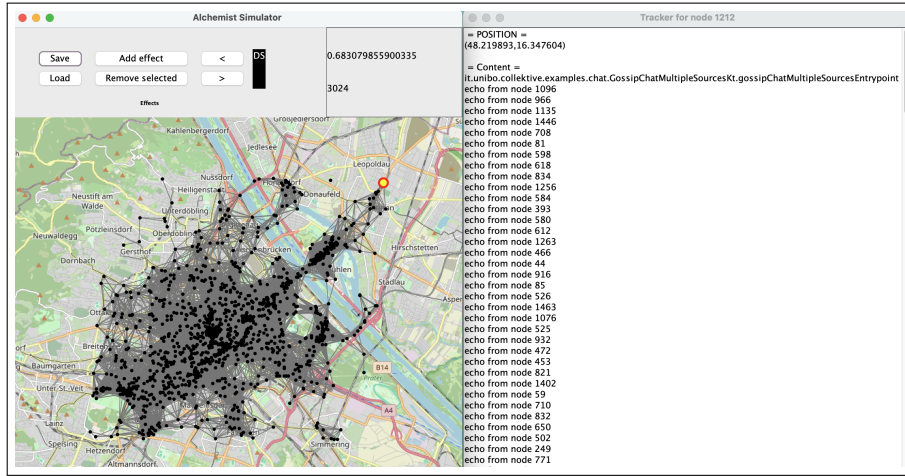 Alchemist Simulator
Save
Add effect
<
DS
Load
Remove selected
>
Effects
0.683079855900335
3024
Großjedlersdorf
Kahlenbergerdorf
Jedlesee
Leopoldau
Nussdorf
Donaufeld
Heiligenstadt
Neustift am
Walde
Unterdöbling
Pötzleinsdorf
Oberdöbling
Neuwaldegg
Gersthof
Hirschstetten
Dornbach
Stadlau
Asper
Breiten
Baumgarten
B14
Prater
Unter St. Veit
A4
Lainz
Speising
Simmering
Hetzendorf
Altmannsdorf
Tracker for node 1212
= POSITION =
(48.219893,16.347604)
= Content =
it.unibo.collektive.examples.chat.GossipChatMultipleSourcesKt.gossipChatMultipleSourcesEntrypoint
echo from node 1096
echo from node 966
echo from node 1135
echo from node 1446
echo from node 708
echo from node 81
echo from node 598
echo from node 618
echo from node 834
echo from node 1256
echo from node 584
echo from node 393
echo from node 580
echo from node 612
echo from node 1263
echo from node 466
echo from node 44
echo from node 916
echo from node 85
echo from node 526
echo from node 1463
echo from node 1076
echo from node 525
echo from node 932
echo from node 472
echo from node 453
echo from node 821
echo from node 1402
echo from node 59
echo from node 710
echo from node 832
echo from node 650
echo from node 502
echo from node 249
echo from node 771